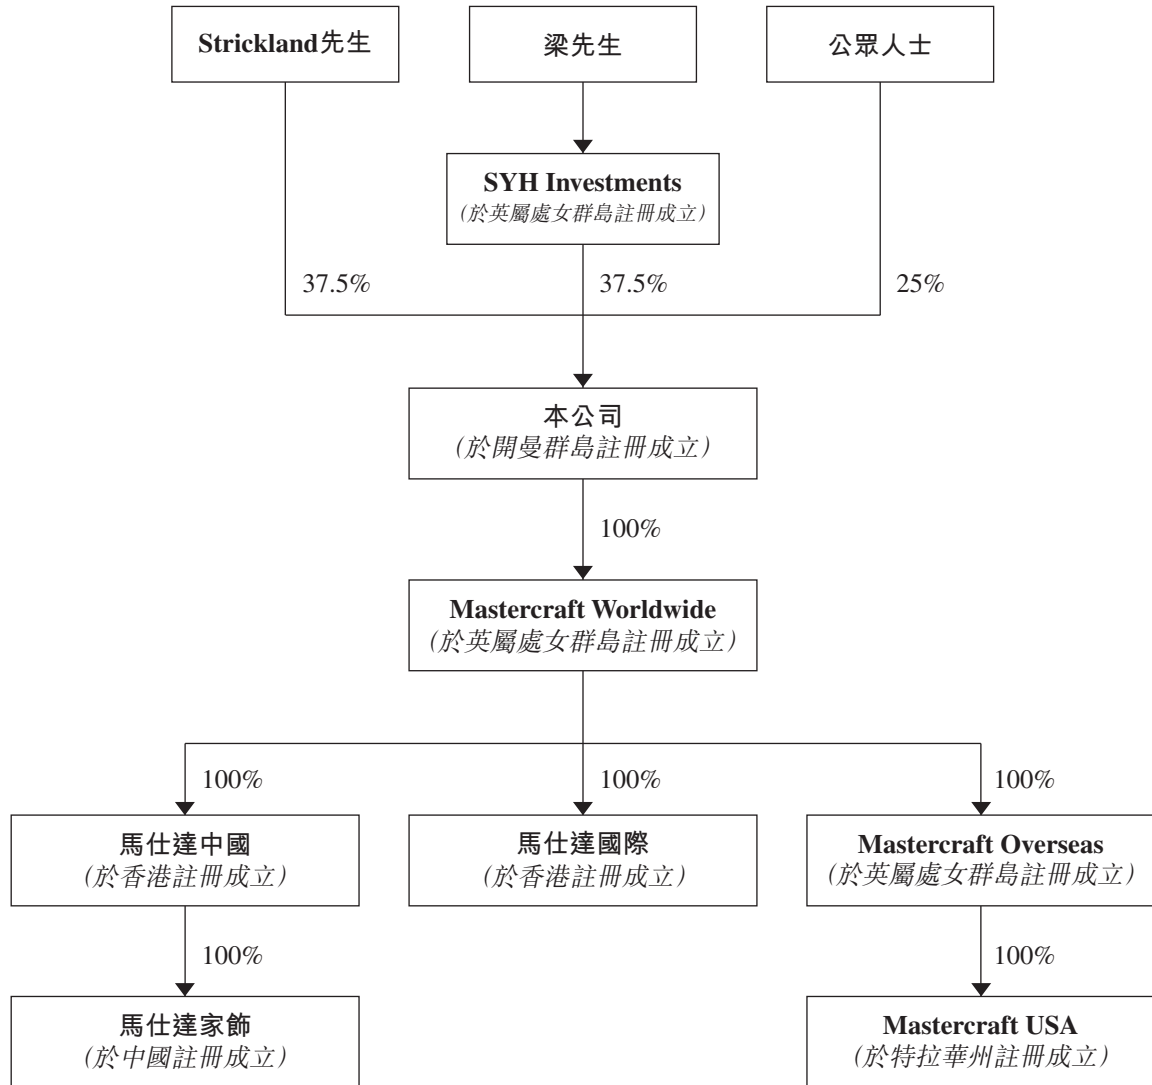 Strickland先生
梁先生
公眾人士
SYH Investments
(於英屬處女群島註冊成立)
37.5%
37.5%
25%
本公司
(於開曼群島註冊成立)
100%
Mastercraft Worldwide
(於英屬處女群島註冊成立)
100%
100%
100%
馬仕達中國
(於香港註冊成立)
馬仕達國際
(於香港註冊成立)
Mastercraft Overseas
(於英屬處女群島註冊成立)
100%
100%
馬仕達家飾
(於中國註冊成立)
Mastercraft USA
(於特拉華州註冊成立)